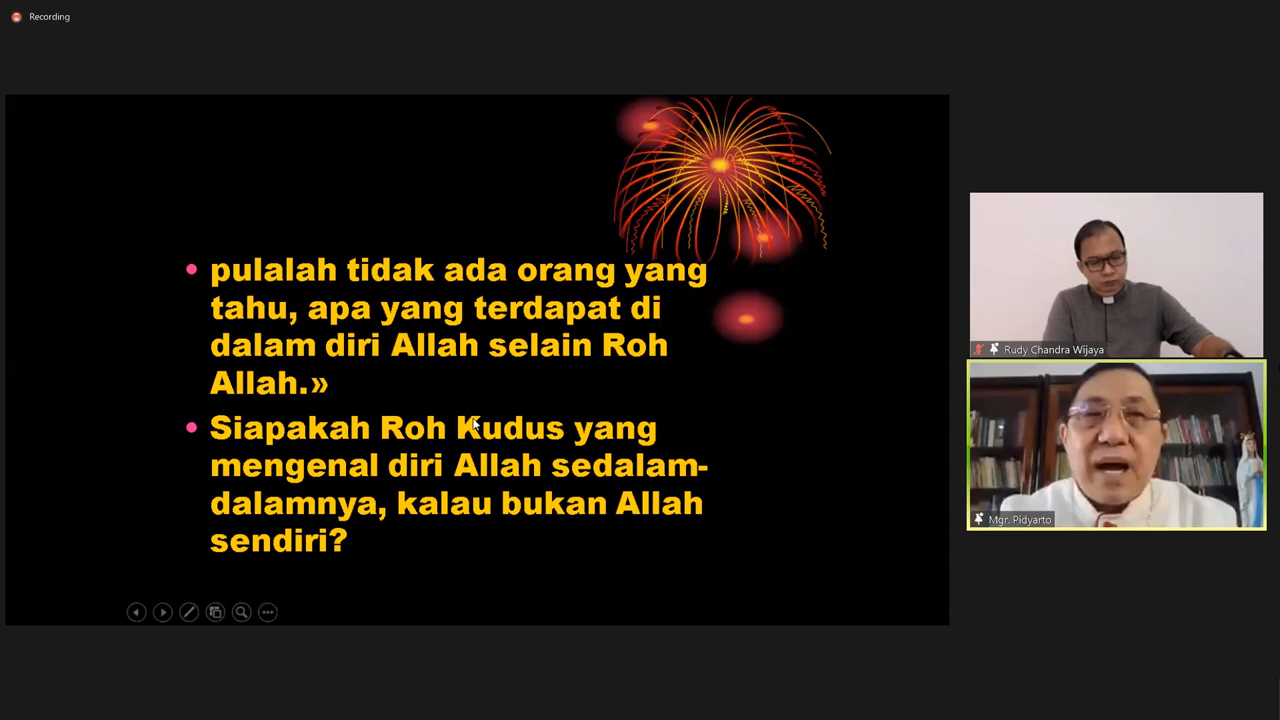 Recording
pulalah tidak ada orang yang
tahu, apa yang terdapat di
dalam diri Allah selain Roh
Allah.»
Siapakah Roh Kudus yang
mengenal diri Allah sedalam-
dalamnya, kalau bukan Allah
sendiri?
Rudy Chandra Wijaya
Mgr. Pidyarto